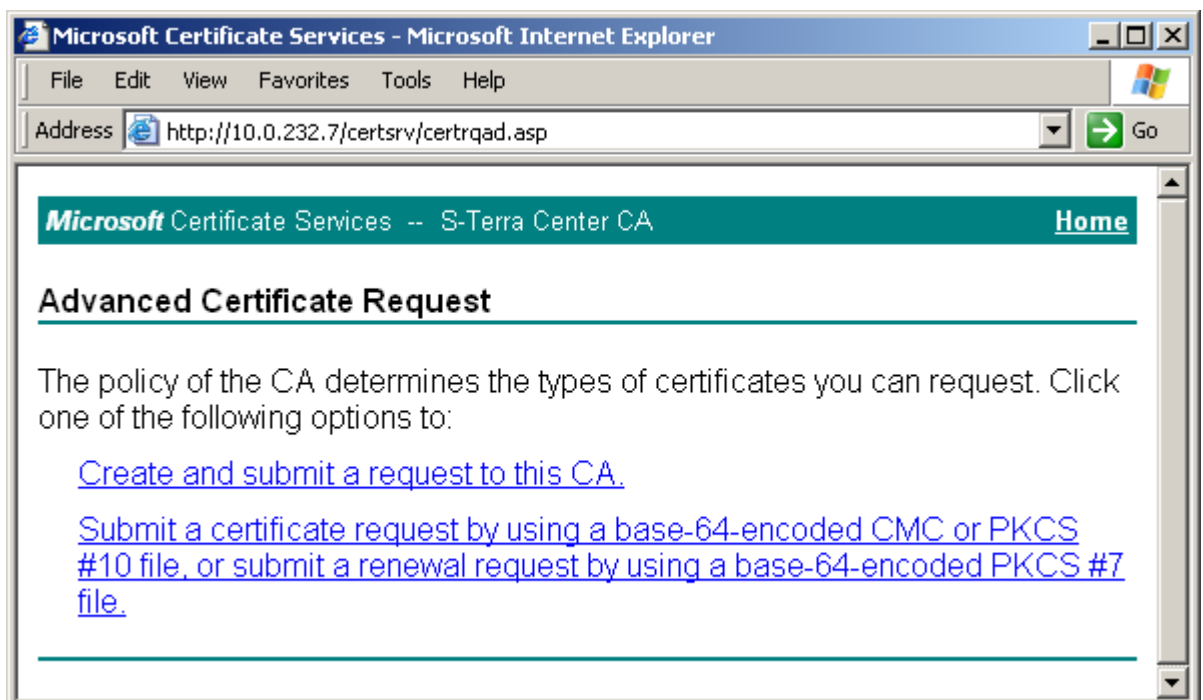 Microsoft Certificate Services - Microsoft Internet Explorer
File Edit View Favorites Tools Help
Address http://10.0.232.7/certsrv/certrqad.asp Go
Microsoft Certificate Services -- S-Terra Center CA Home
Advanced Certificate Request
The policy of the CA determines the types of certificates you can request. Click
one of the following options to:
Create and submit a request to this CA.
Submit a certificate request by using a base-64-encoded CMC or PKCS
#10 file, or submit a renewal request by using a base-64-encoded PKCS #7
file.